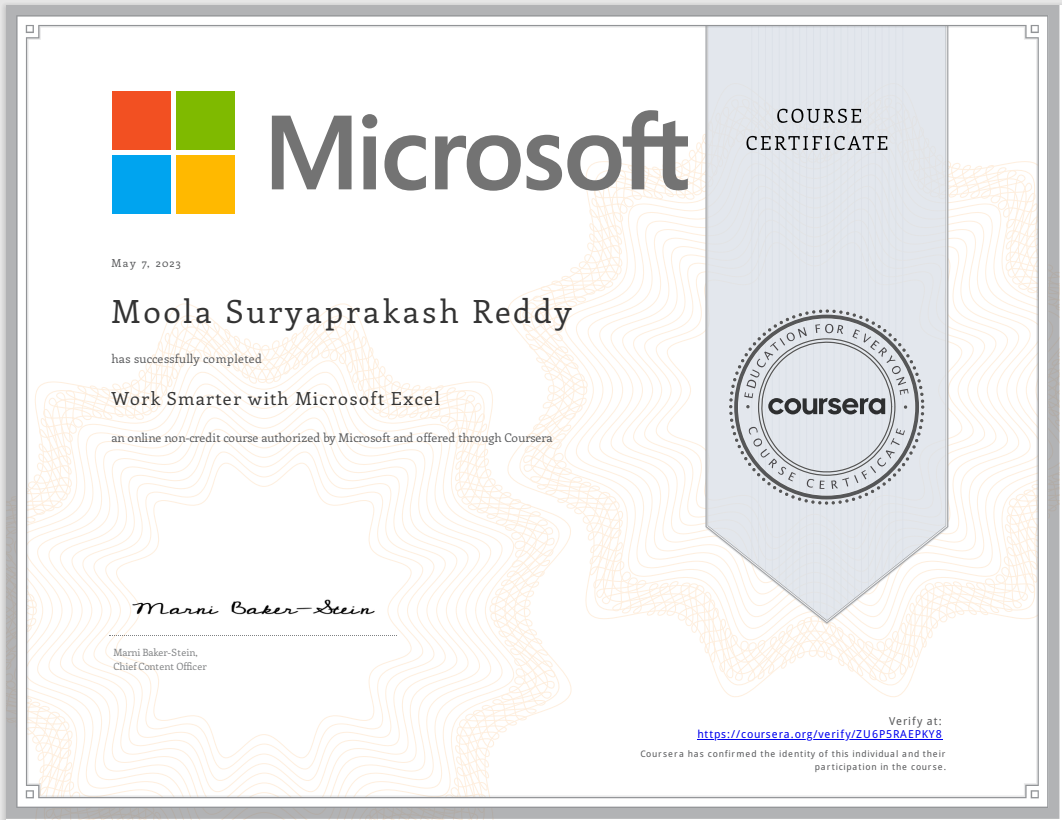 Microsoft
COURSE
CERTIFICATE
May 7, 2023
Moola Suryaprakash Reddy
has successfully completed
Work Smarter with Microsoft Excel
an online non-credit course authorized by Microsoft and offered through Coursera
EDUCATION FOR EVERYONE
coursera
COURSE CERTIFICATE
Marni Baker-Stein
Marni Baker-Stein,
Chief Content Officer
Verify at:
https://coursera.org/verify/ZU6P5RAEPKY8
Coursera has confirmed the identity of this individual and their
participation in the course.